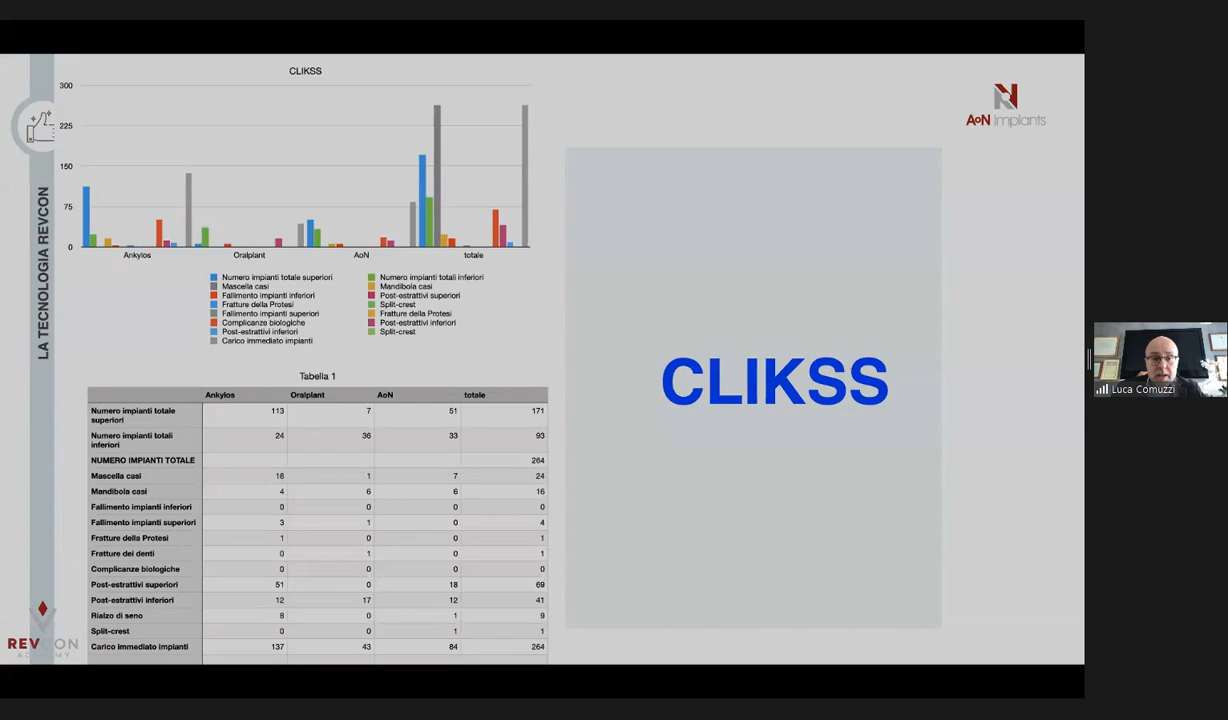 CLIKSS
300
225
150
75
0
Ankylos Oralplant AoN totale
Numero impianti totale superiori Numero impianti totali inferiori
Mascella casi Mandibola casi
Fallimento impianti inferiori Post-estrattivi superiori
Fratture della Protesi Split-crest
Fallimento impianti superiori Fratture della Protesi
Complicanze biologiche Post-estrattivi inferiori
Post-estrattivi inferiori Split-crest
Carico immediato impianti
LA TECNOLOGIA REVCON
Tabella 1
Ankylos Oralplant AoN totale
Numero impianti totale superiori 113 7 51 171
Numero impianti totali inferiori 24 36 33 93
NUMERO IMPIANTI TOTALE 264
Mascella casi 16 1 7 24
Mandibola casi 4 6 6 16
Fallimento impianti inferiori 0 0 0 0
Fallimento impianti superiori 3 1 0 4
Fratture della Protesi 1 0 0 1
Fratture dei denti 0 1 0 1
Complicanze biologiche 0 0 0 0
Post-estrattivi superiori 51 0 18 69
Post-estrattivi inferiori 12 17 12 41
Rialzo di seno 8 0 1 9
Split-crest 0 0 1 1
Carico Immediato impianti 137 43 84 264
REVCON
ACADEMY
AoN Implants
CLIKSS
Luca Comuzzi